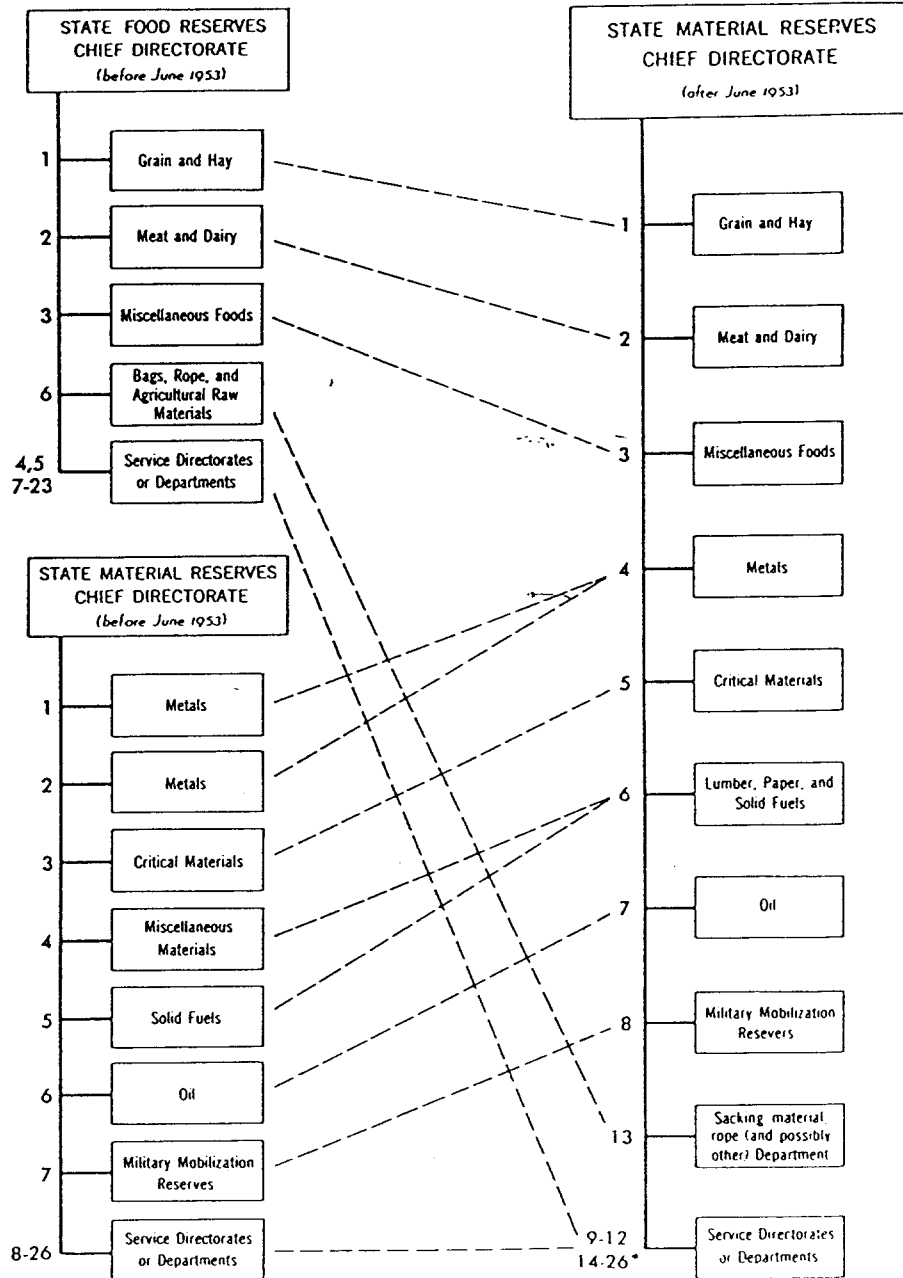 STATE FOOD RESERVES
CHIEF DIRECTORATE
(before June 1953)
1
Grain and Hay
2
Meat and Dairy
3
Miscellaneous Foods
6
Bags, Rope, and
Agricultural Raw
Materials
4,5
7-23
Service Directorates
or Departments
STATE MATERIAL RESERVES
CHIEF DIRECTORATE
(before June 1953)
1
Metals
2
Metals
3
Critical Materials
4
Miscellaneous
Materials
5
Solid Fuels
6
Oil
7
Military Mobilization
Reserves
8-26
Service Directorates
or Departments
STATE MATERIAL RESERVES
CHIEF DIRECTORATE
(after June 1953)
1
Grain and Hay
2
Meat and Dairy
3
Miscellaneous Foods
4
Metals
5
Critical Materials
6
Lumber, Paper, and
Solid Fuels
7
Oil
8
Military Mobilization
Resevers
13
Sacking material,
rope (and possibly
other) Department
9-12
14-26*
Service Directorates
or Departments